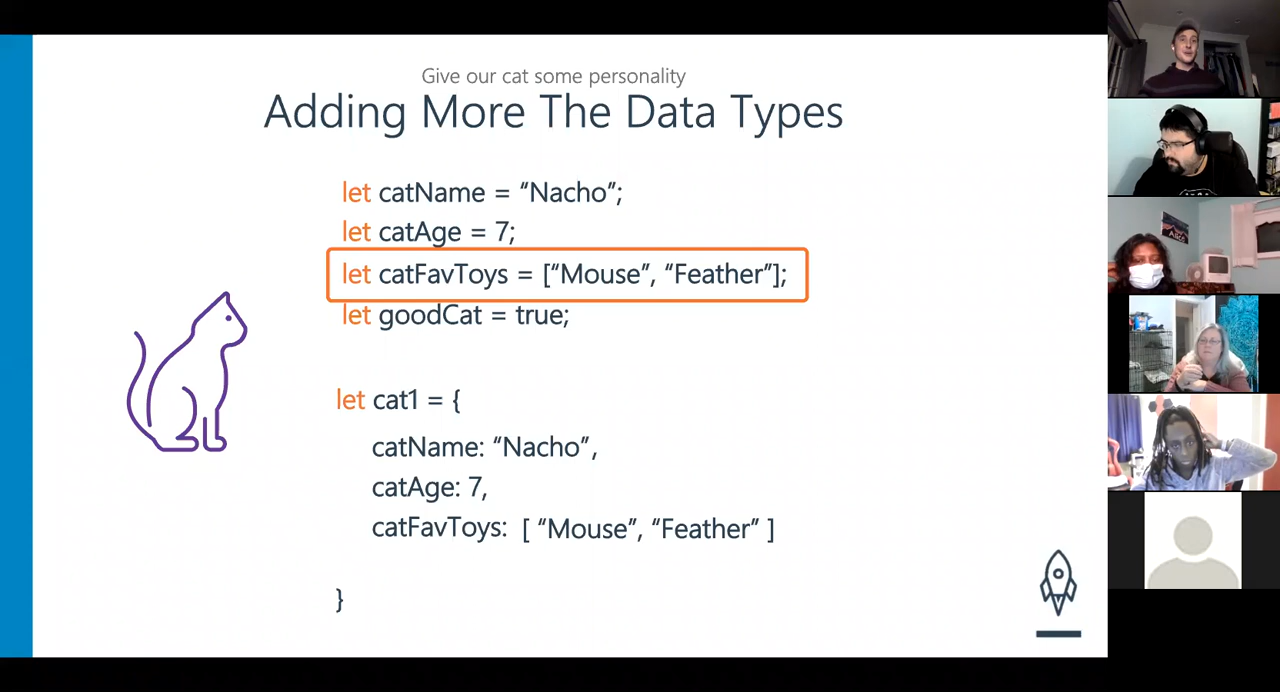 Give our cat some personality
Adding More The Data Types
let catName = “Nacho”;
let catAge = 7;
let catFavToys = [“Mouse”, “Feather”];
let goodCat = true;
let cat1 = {
catName: “Nacho”,
catAge: 7,
catFavToys: [ “Mouse”, “Feather” ]
}